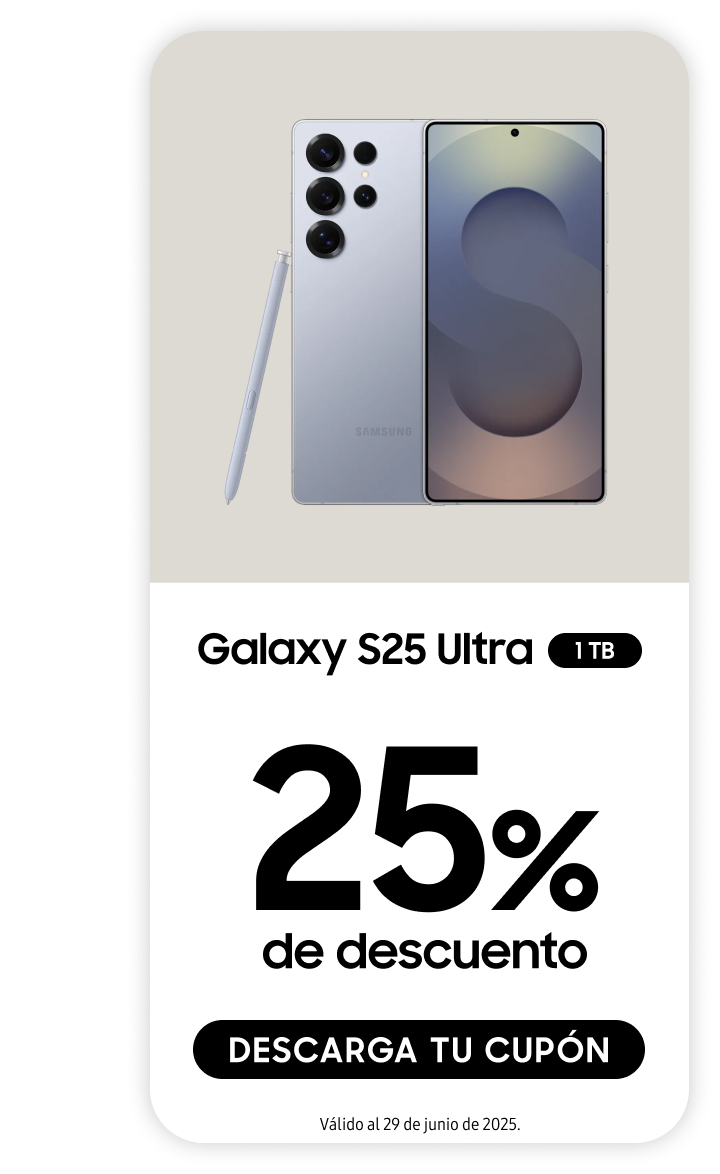 SAMSUNG
Galaxy S25 Ultra 1 TB
25%
de descuento
DESCARGA TU CUPÓN
Válido al 29 de junio de 2025.